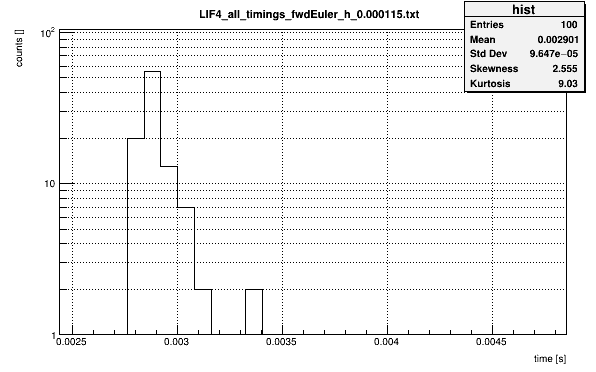 LIF4_all_timings_fwdEuler_h_0.000115.txt
hist
Entries 100
Mean 0.002901
Std Dev 9.647e−05
Skewness 2.555
Kurtosis 9.03
counts []
10²
10
1
0.0025 0.003 0.0035 0.004 0.0045
time [s]